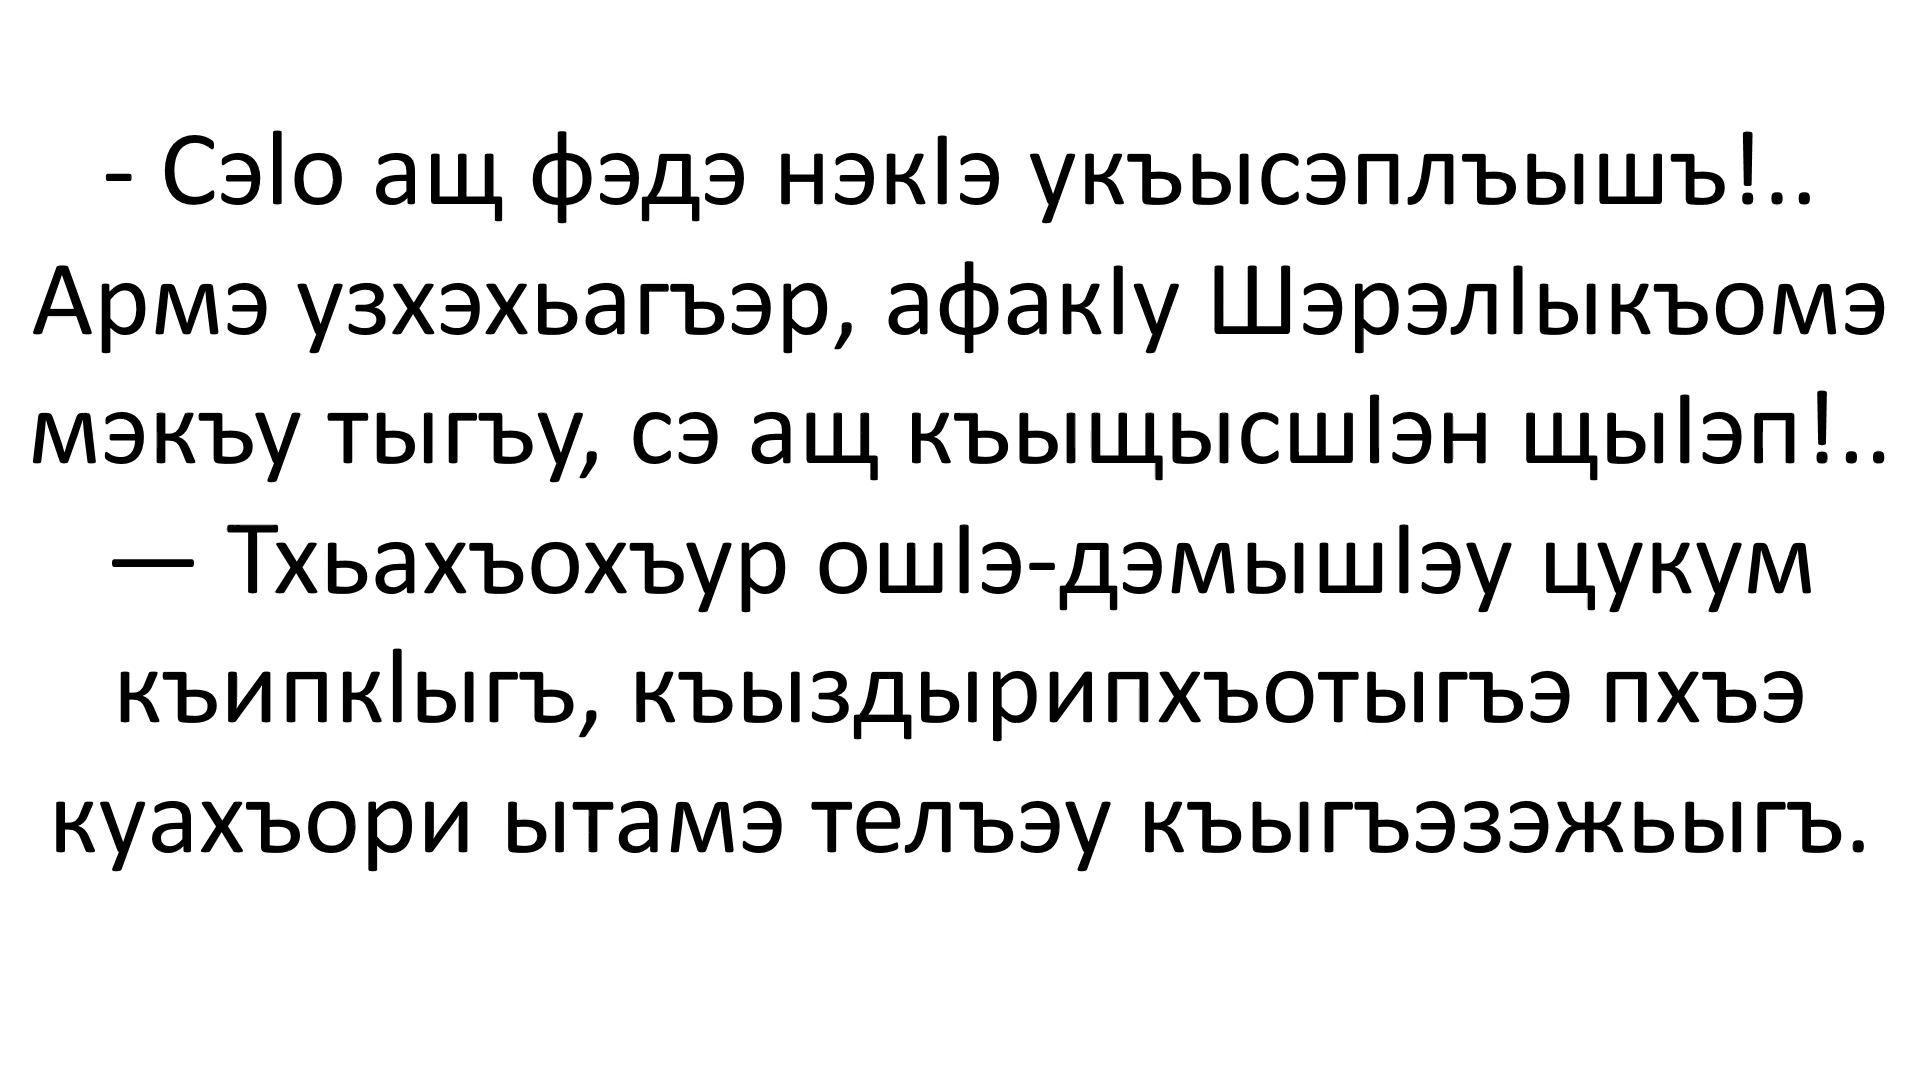 - Сэӏо ащ фэдэ нэкӏэ укъысэплъышъ!..
Армэ узхэхьагъэр, афакӏу Шэрэлӏыкъомэ
мэкъу тыгъу, сэ ащ къыщысшӏэн щыӏэп!..
— Тхьахъохъур ошӏэ-дэмышӏэу цукум
къипкӏыгъ, къыздырипхъотыгъэ пхъэ
куахъори ытамэ телъэу къыгъэзэжьыгъ.